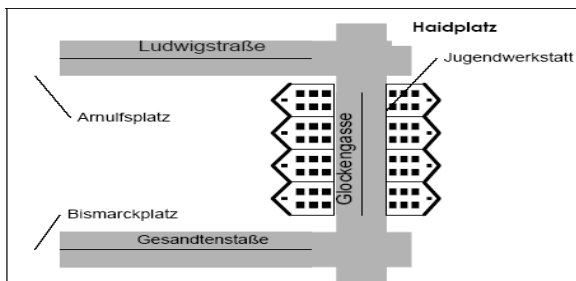 Haidplatz
Ludwigstraße
Jugendwerkstatt
Arnulfsplatz
Glockengasse
Bismarckplatz
Gesandtenstaße